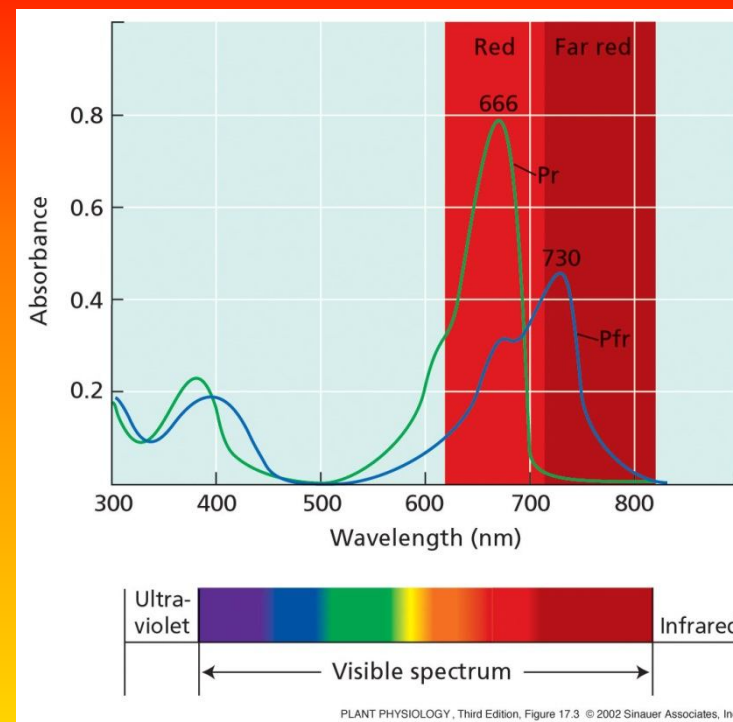 Red Far red
666
Pr
730
Pfr
0.8
0.6
0.4
0.2
Absorbance
300 400 500 600 700 800
Wavelength (nm)
Ultra-
violet
Infrared
Visible spectrum
PLANT PHYSIOLOGY, Third Edition, Figure 17.3 © 2002 Sinauer Associates, Inc